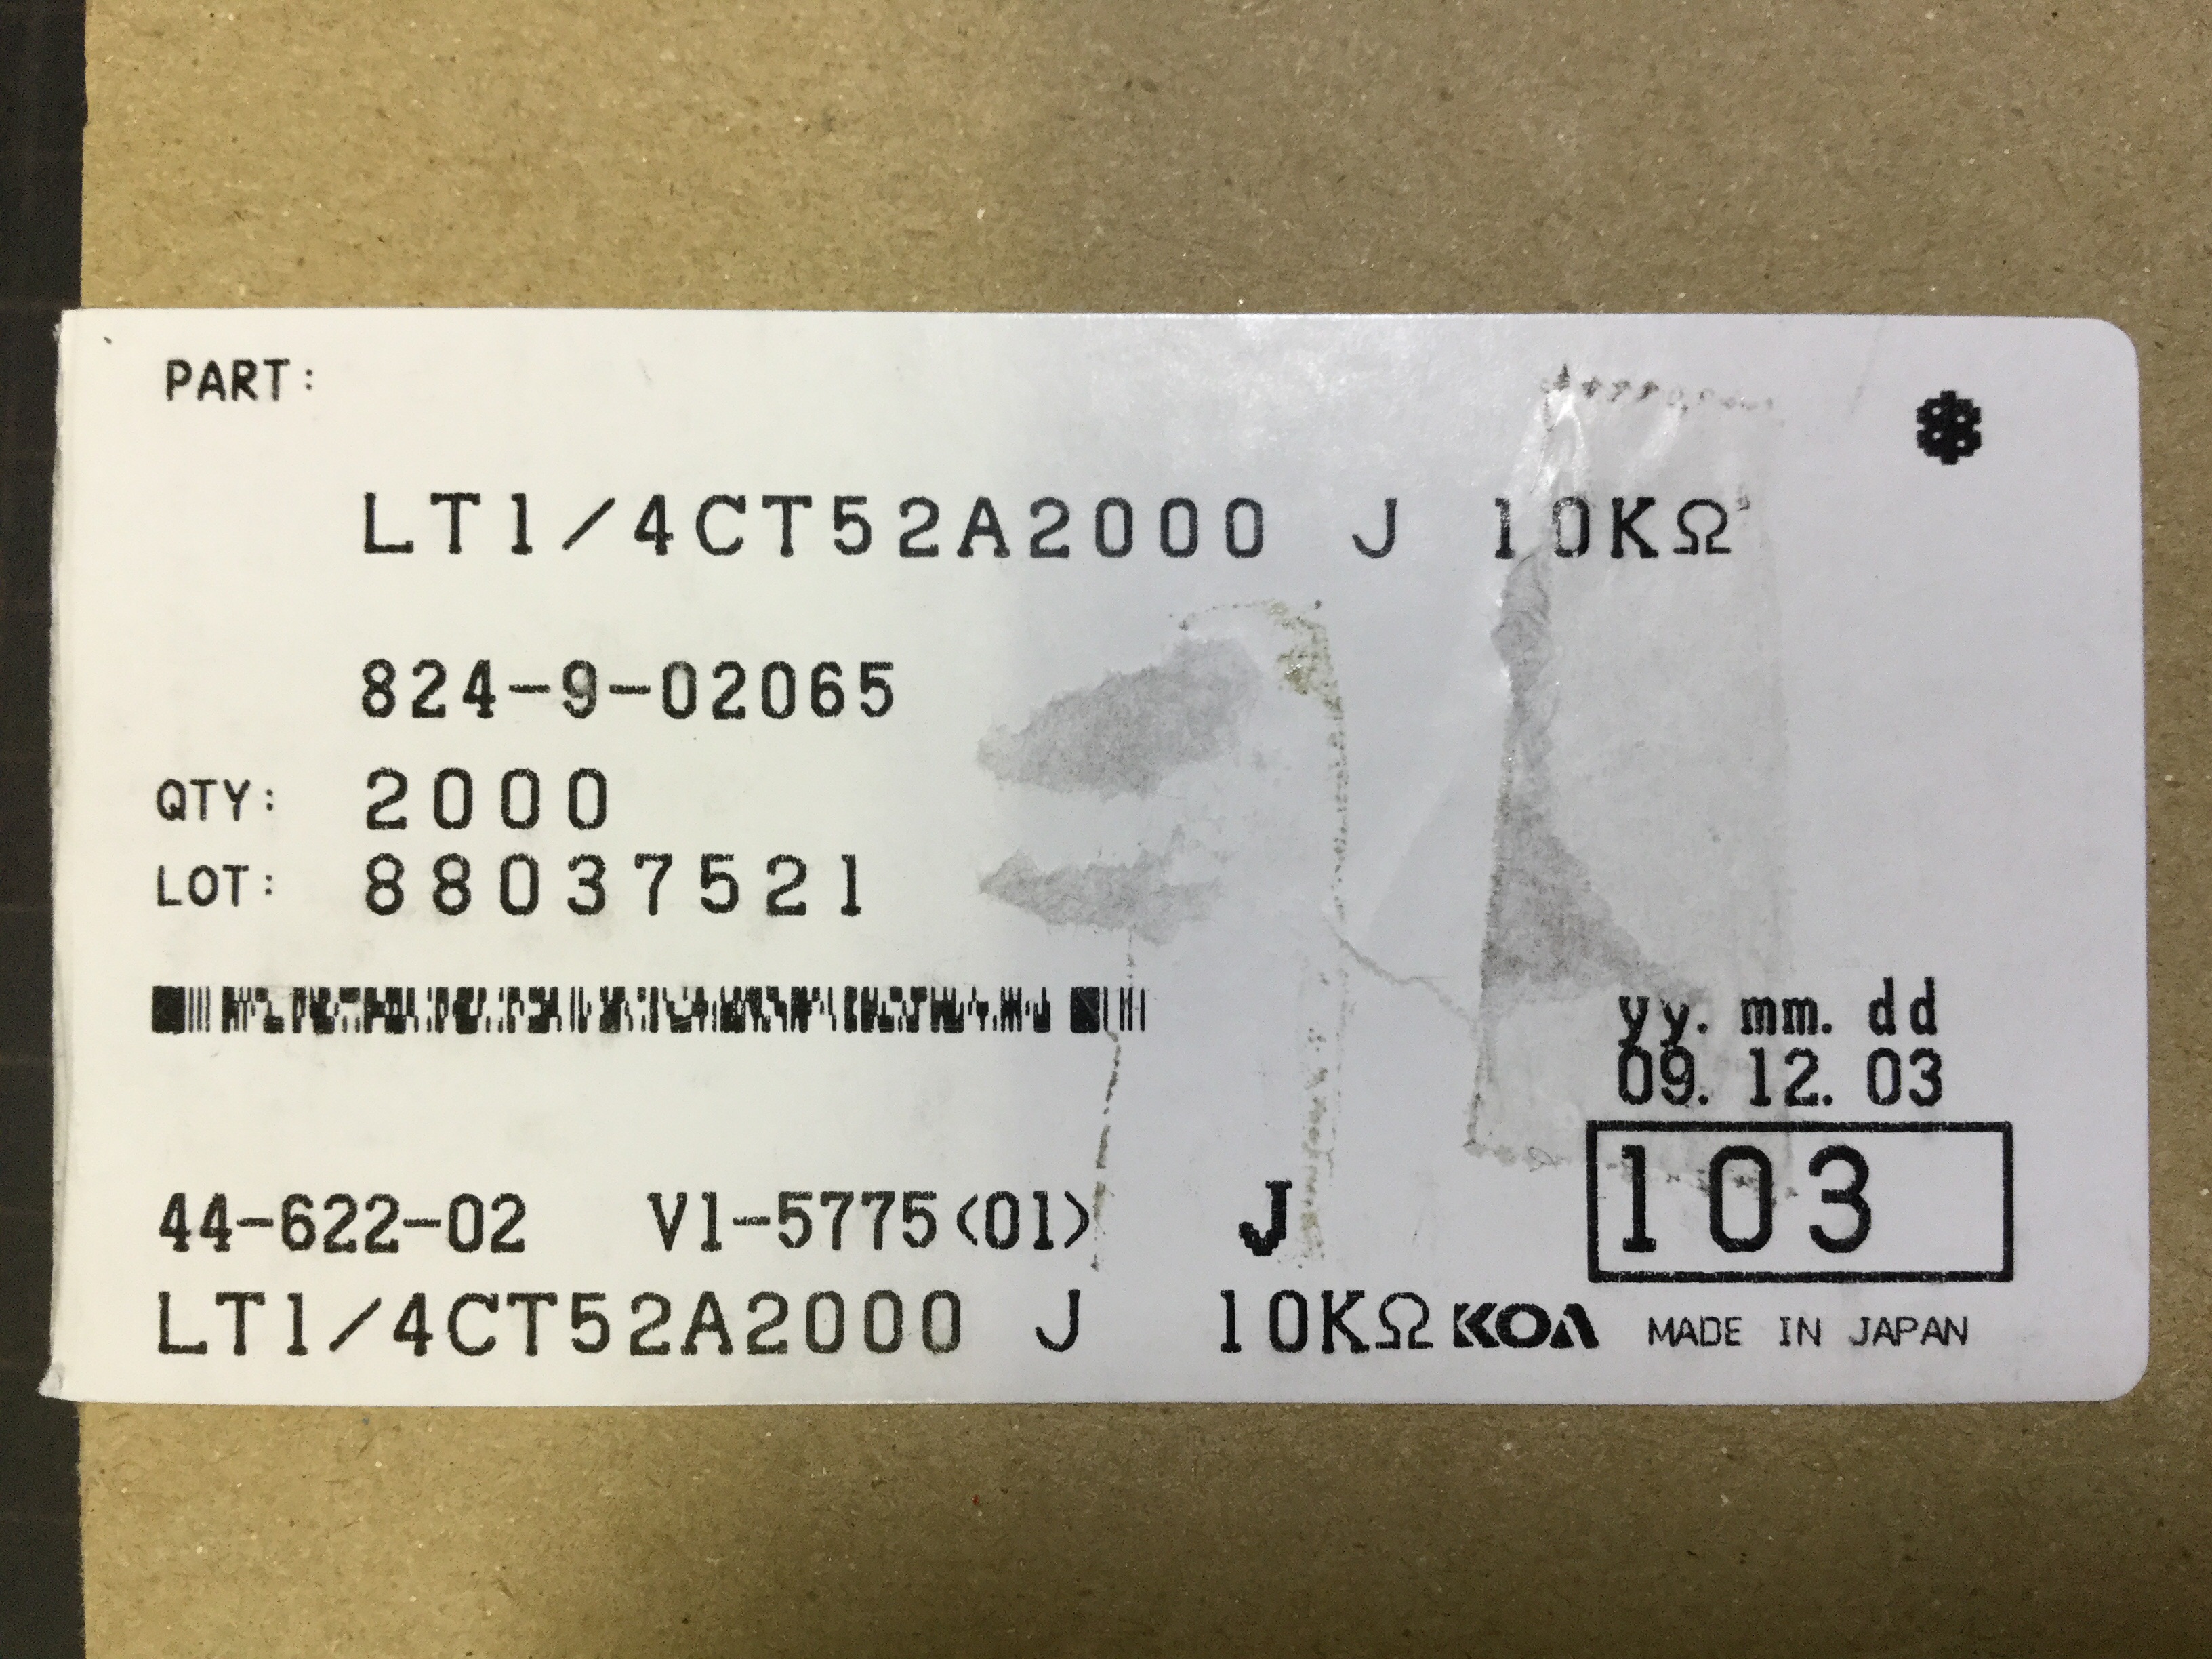 PART:
LT1/4CT52A2000 J 10KΩ
824-9-02065
QTY: 2000
LOT: 88037521
yy. mm. dd
09. 12. 03
103
44-622-02 V1-5775<01> J
LT1/4CT52A2000 J 10KΩ KOA MADE IN JAPAN